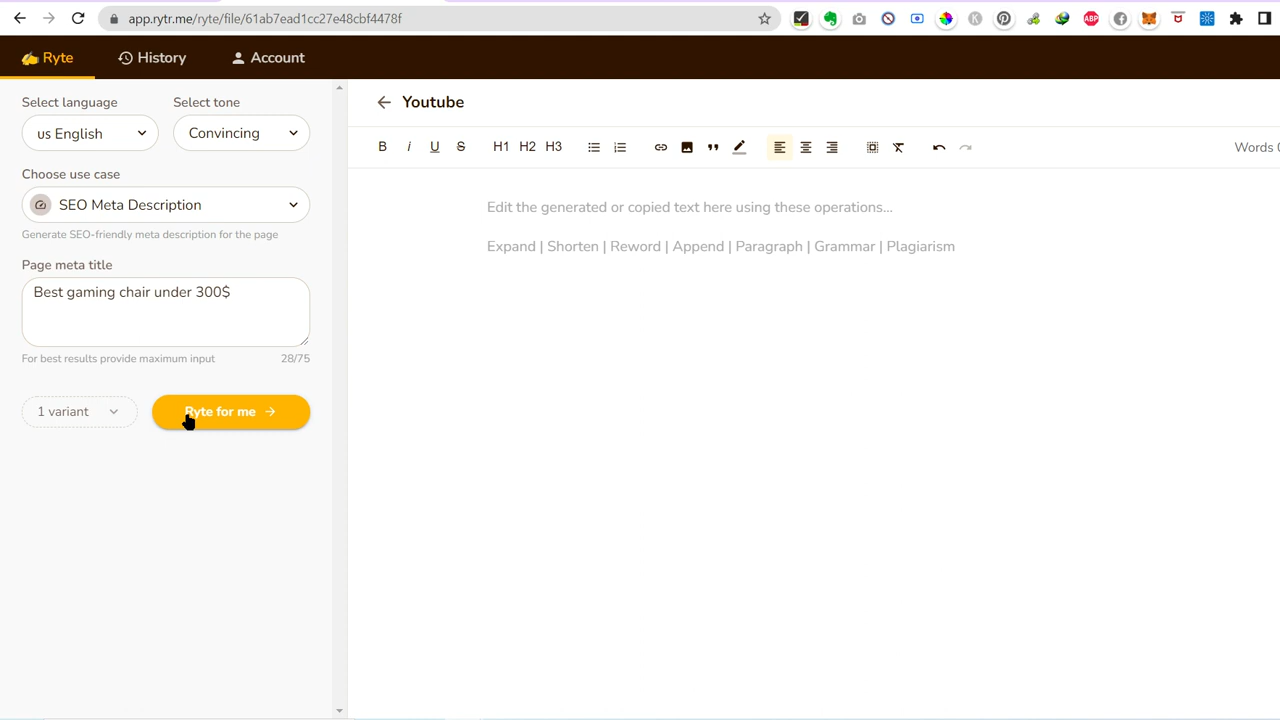 app.rytr.me/ryte/file/61ab7ead1cc27e48cbf4478f
ABP
Ryte
History
Account
Select language
Select tone
us English
Convincing
Choose use case
SEO Meta Description
Generate SEO-friendly meta description for the page
Page meta title
Best gaming chair under 300$
For best results provide maximum input
28/75
1 variant
Ryte for me
Youtube
B
i
U
S
H1
H2
H3
Words 0
Edit the generated or copied text here using these operations...
Expand | Shorten | Reword | Append | Paragraph | Grammar | Plagiarism